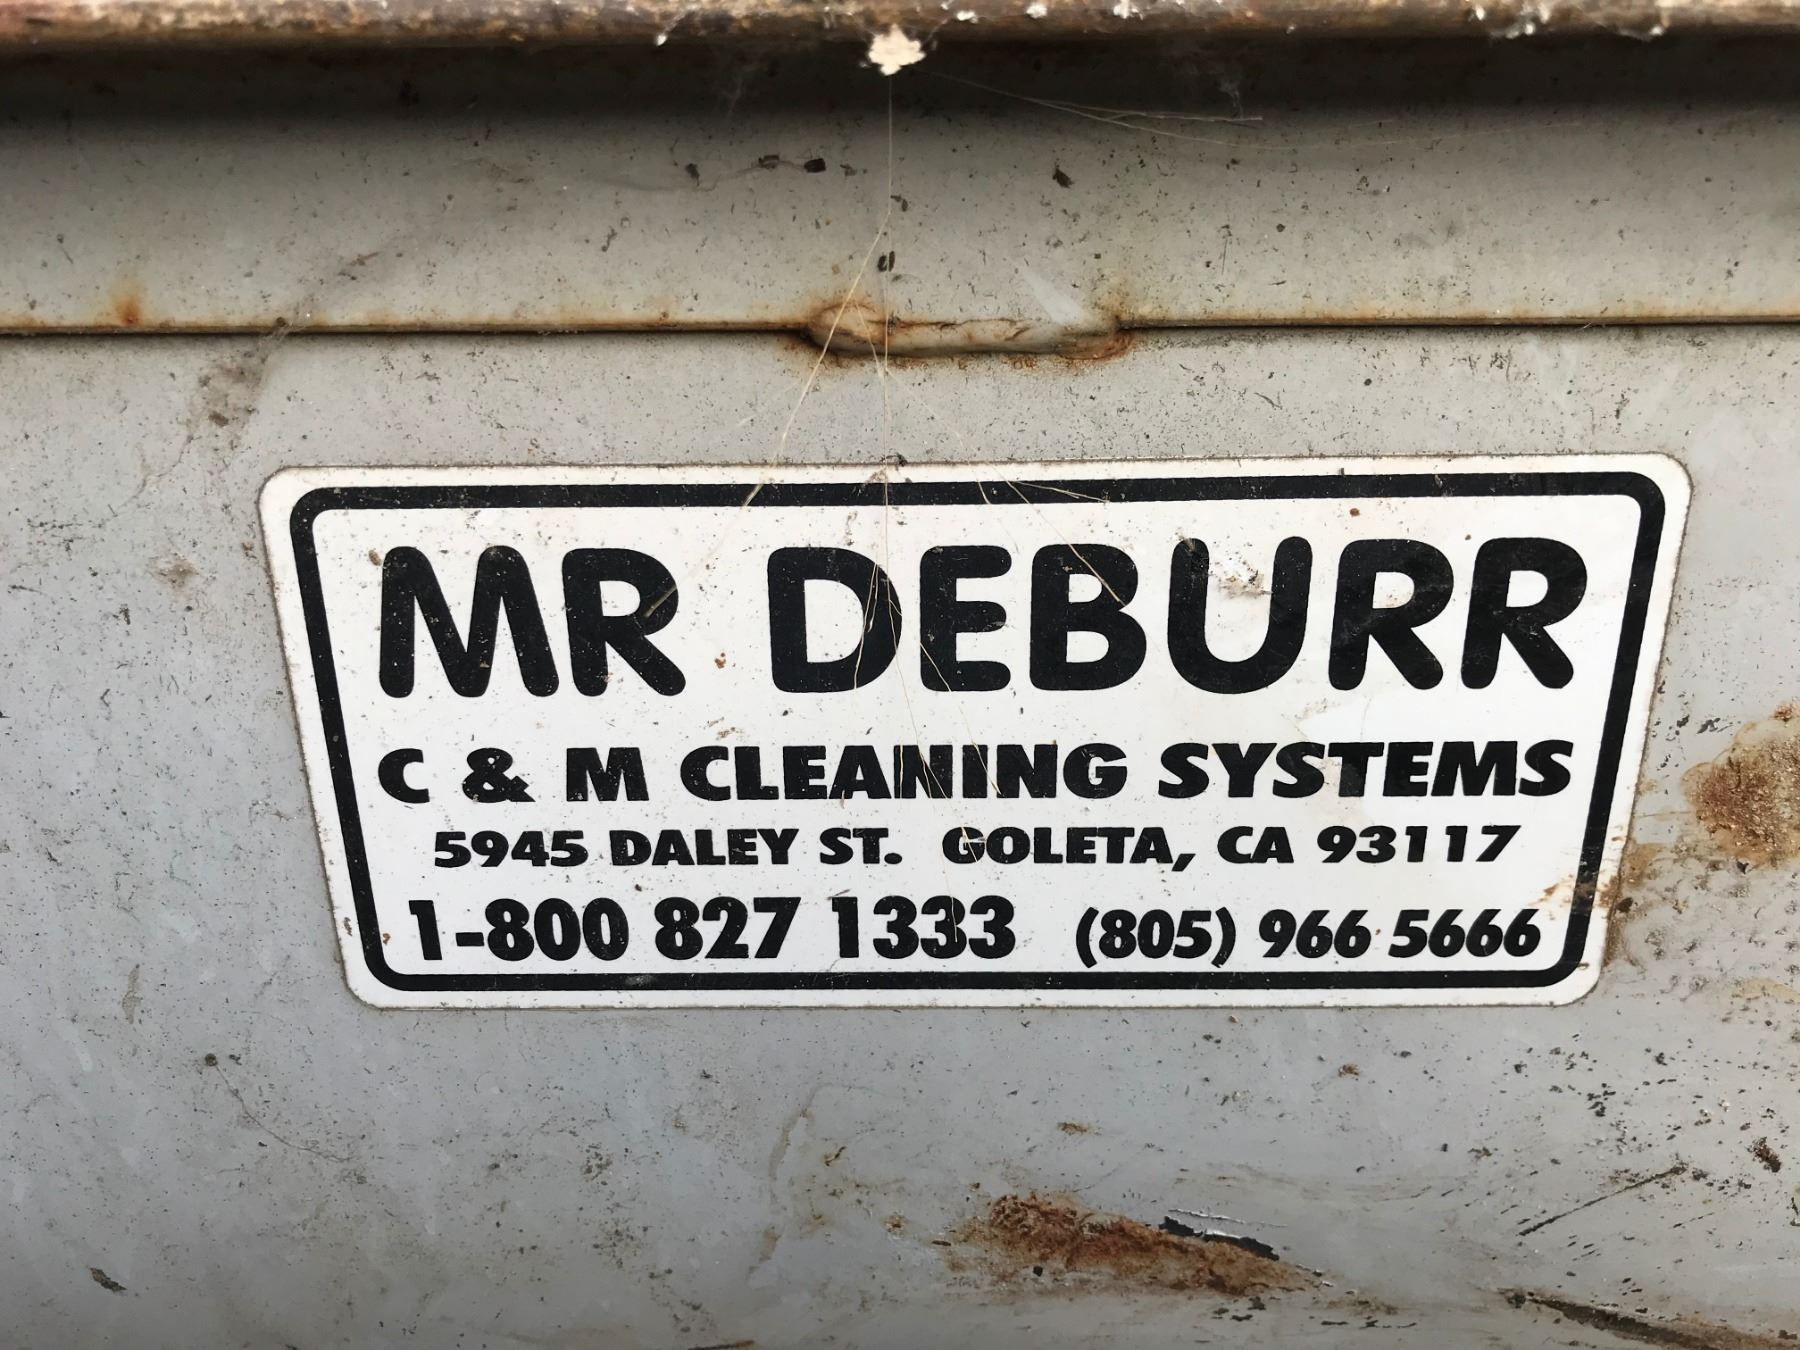 MR DEBURR
C & M CLEANING SYSTEMS
5945 DALEY ST. GOLETA, CA 93117
1-800 827 1333 (805) 966 5666